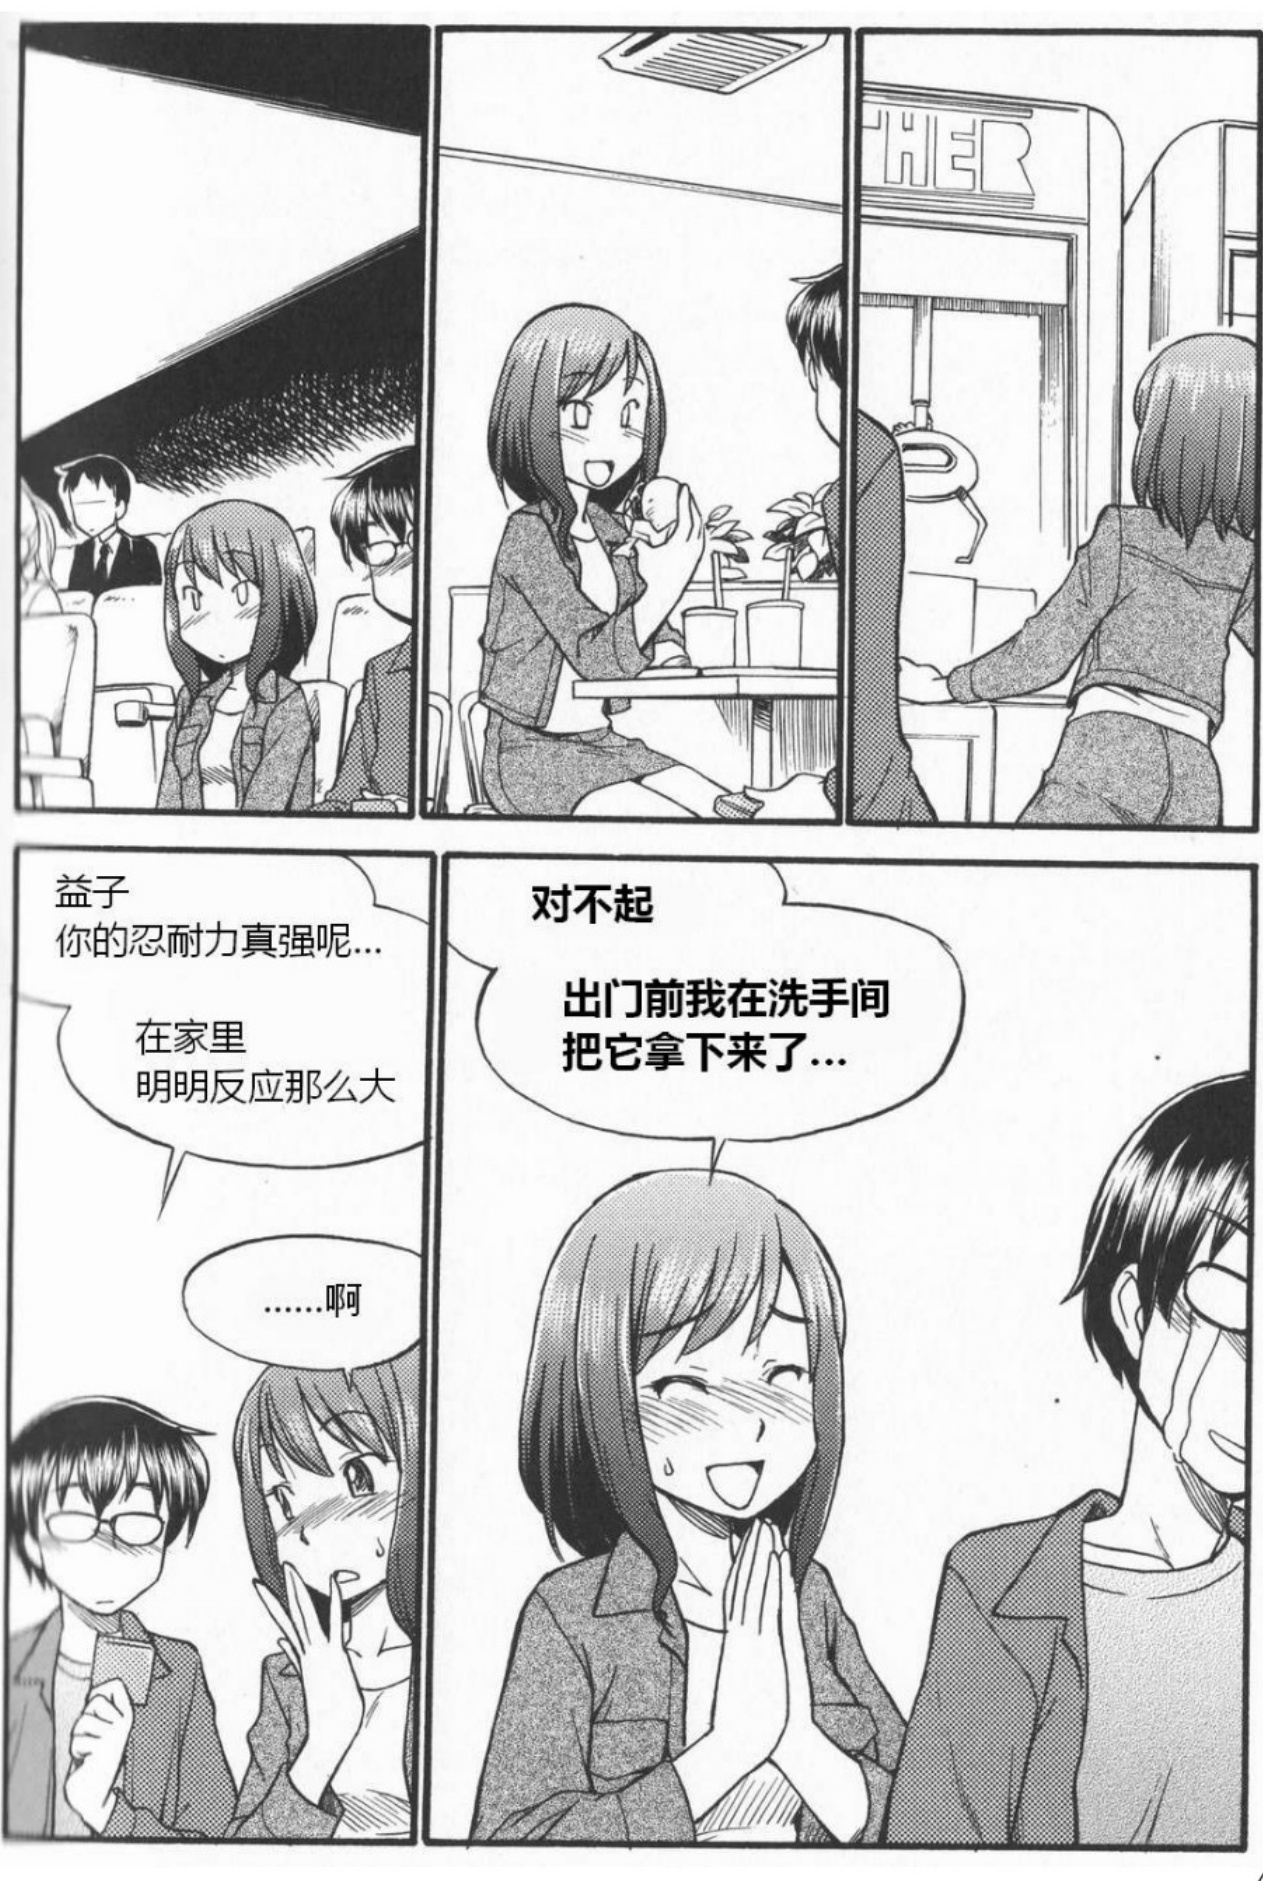 THER
益子
你的忍耐力真强呢...
在家里
明明反应那么大
......啊
对不起
出门前我在洗手间
把它拿下来了...